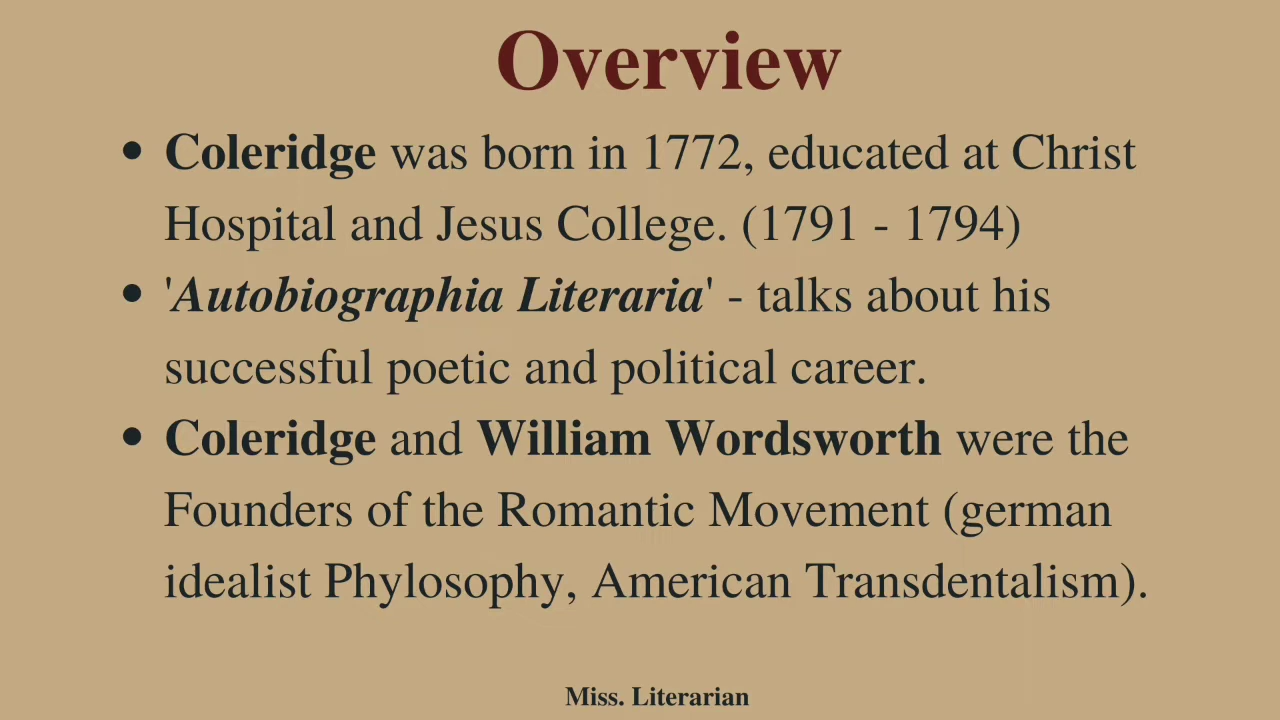 Overview
• Coleridge was born in 1772, educated at Christ
Hospital and Jesus College. (1791 - 1794)
• 'Autobiographia Literaria' - talks about his
successful poetic and political career.
• Coleridge and William Wordsworth were the
Founders of the Romantic Movement (german
idealist Phylosophy, American Transdentalism).
Miss. Literarian